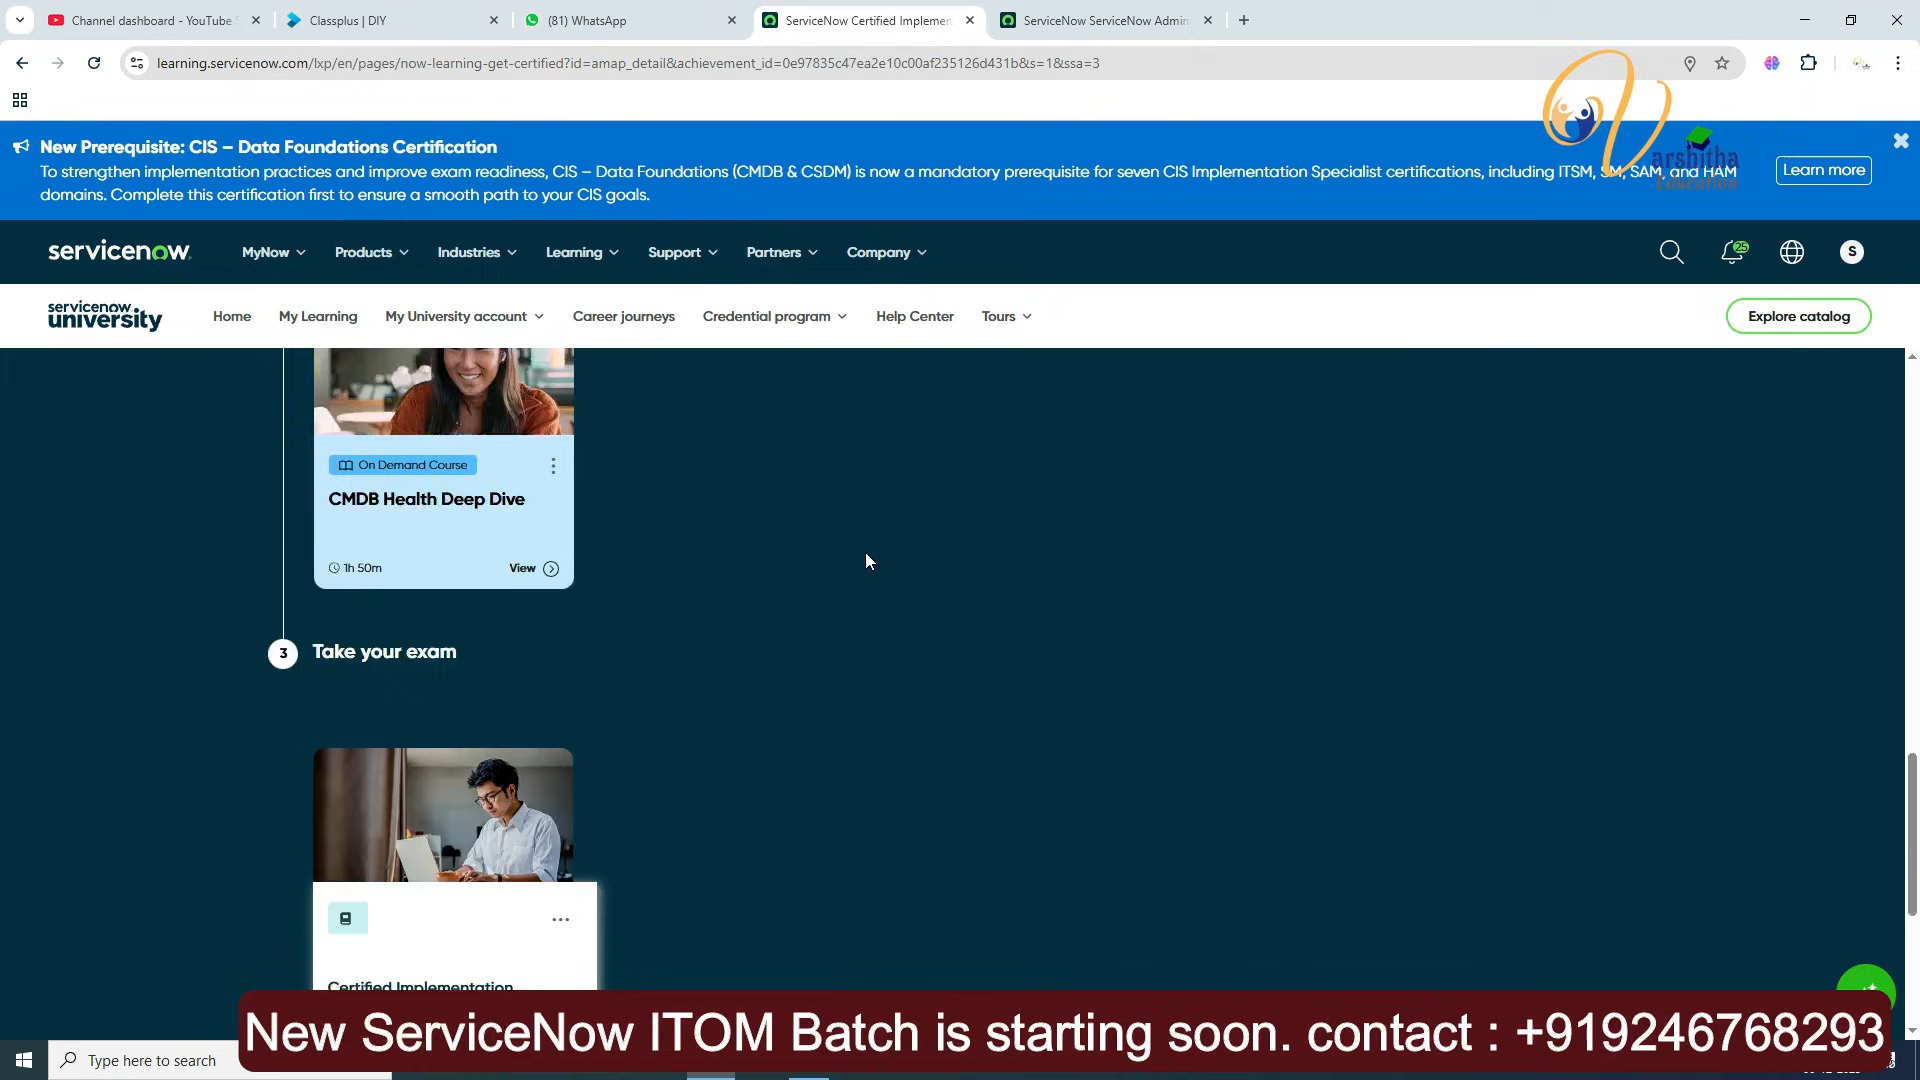 Channel dashboard - YouTube
Classplus | DIY
(81) WhatsApp
ServiceNow Certified Implemen
ServiceNow ServiceNow Admin
learning.servicenow.com/lxp/en/pages/now-learning-get-certified?id=amap_detail&achievement_id=0e97835c47ea2e10c00af235126d431b&s=1&ssa=3
New Prerequisite: CIS – Data Foundations Certification
To strengthen implementation practices and improve exam readiness, CIS – Data Foundations (CMDB & CSDM) is now a mandatory prerequisite for seven CIS Implementation Specialist certifications, including ITSM, SM, SAM, and HAM
domains. Complete this certification first to ensure a smooth path to your CIS goals.
Learn more
Varshitha
Education
servicenow
MyNow
Products
Industries
Learning
Support
Partners
Company
25
S
servicenow
university
Home
My Learning
My University account
Career journeys
Credential program
Help Center
Tours
Explore catalog
On Demand Course
CMDB Health Deep Dive
1h 50m
View
3
Take your exam
Certified Implementation
New ServiceNow ITOM Batch is starting soon. contact : +919246768293
Type here to search